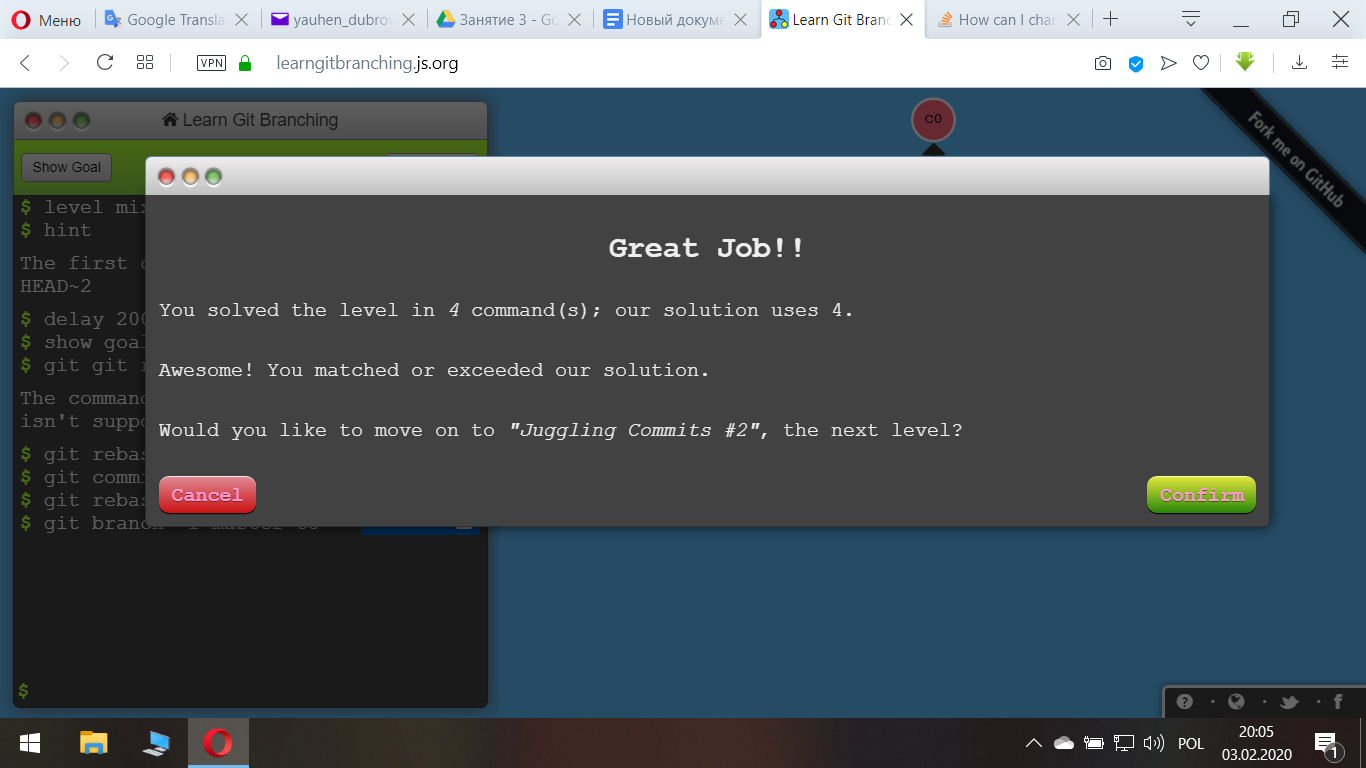 Меню
Google Transla
yauhen_dubrov
Занятие 3 - Go
Новый докуме
Learn Git Branc
How can I chan
VPN
learngitbranching.js.org
Learn Git Branching
C0
Fork me on GitHub
Show Goal
$ level mix
$ hint
The first c
HEAD~2
$ delay 200
$ show goal
$ git git r
The command
isn't suppo
$ git rebas
$ git commi
$ git rebas
$ git branch
$
Great Job!!
You solved the level in 4 command(s); our solution uses 4.
Awesome! You matched or exceeded our solution.
Would you like to move on to "Juggling Commits #2", the next level?
Cancel
Confirm
POL
20:05
03.02.2020
1